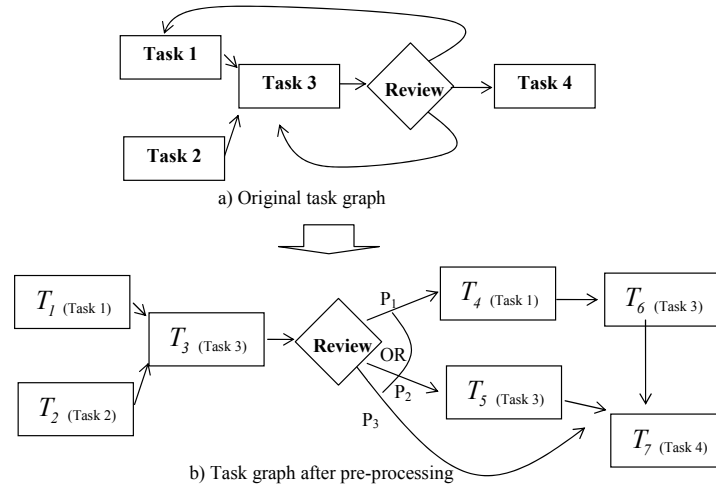 Task 1
Task 3
Review
Task 4
Task 2
a) Original task graph
T1 (Task 1)
T2 (Task 2)
T3 (Task 3)
Review
P1
OR
P2
P3
T4 (Task 1)
T6 (Task 3)
T5 (Task 3)
T7 (Task 4)
b) Task graph after pre-processing